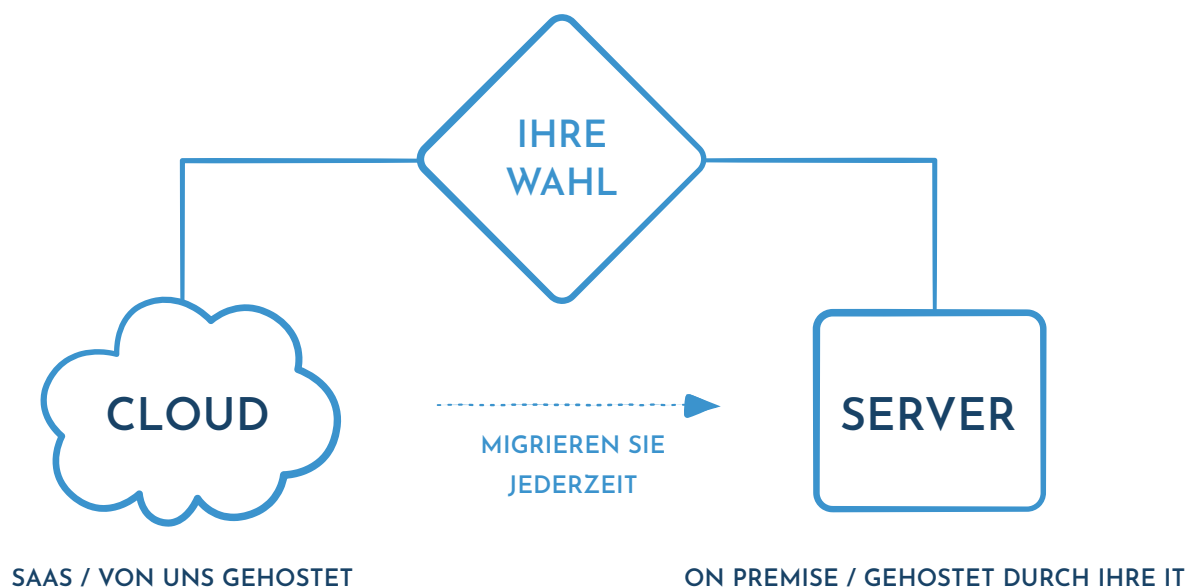 IHRE
WAHL
CLOUD
SERVER
MIGRIEREN SIE
JEDERZEIT
SAAS / VON UNS GEHOSTET
ON PREMISE / GEHOSTET DURCH IHRE IT